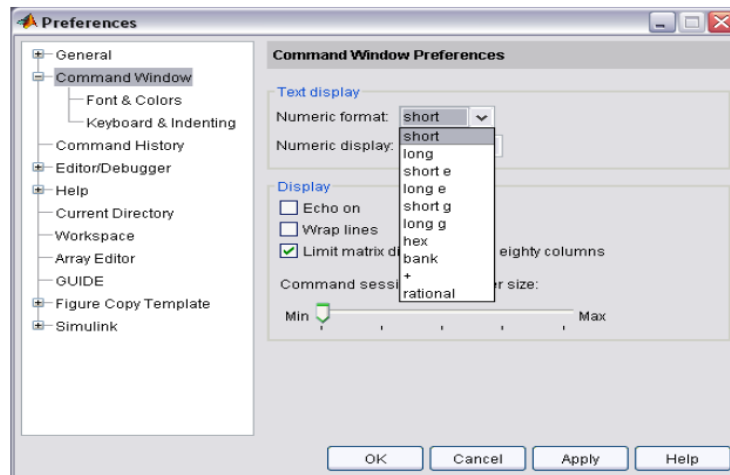 Preferences
General
Command Window
Font & Colors
Keyboard & Indenting
Command History
Editor/Debugger
Help
Current Directory
Workspace
Array Editor
GUIDE
Figure Copy Template
Simulink
Command Window Preferences
Text display
Numeric format: short
Numeric display:
short
long
short e
long e
short g
long g
hex
bank
+
rational
Display
Echo on
Wrap lines
Limit matrix di eighty columns
Command sessi er size:
Min Max
OK Cancel Apply Help